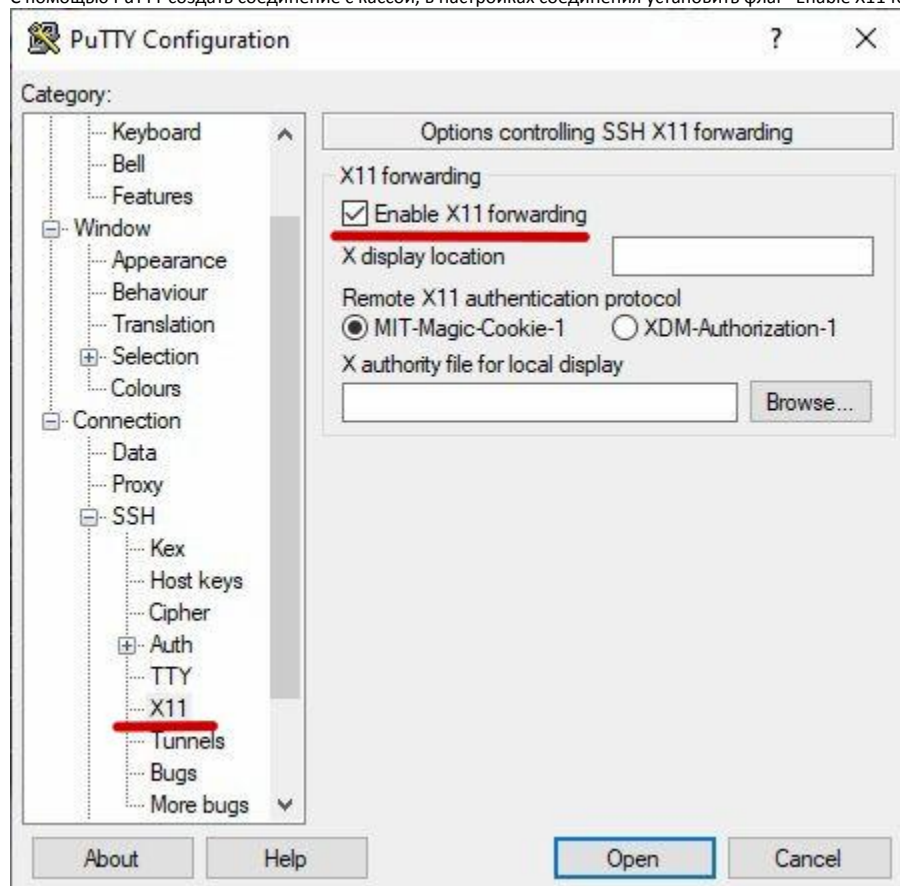 С помощью PuTTY создать соединение с кассой, в настройках соединения установить флаг "Enable X11
PuTTY Configuration
?
Category:
Keyboard
Bell
Features
Window
Appearance
Behaviour
Translation
Selection
Colours
Connection
Data
Proxy
SSH
Kex
Host keys
Cipher
Auth
TTY
X11
Tunnels
Bugs
More bugs
Options controlling SSH X11 forwarding
X11 forwarding
Enable X11 forwarding
X display location
Remote X11 authentication protocol
MIT-Magic-Cookie-1 XDM-Authorization-1
X authority file for local display
Browse...
About Help Open Cancel